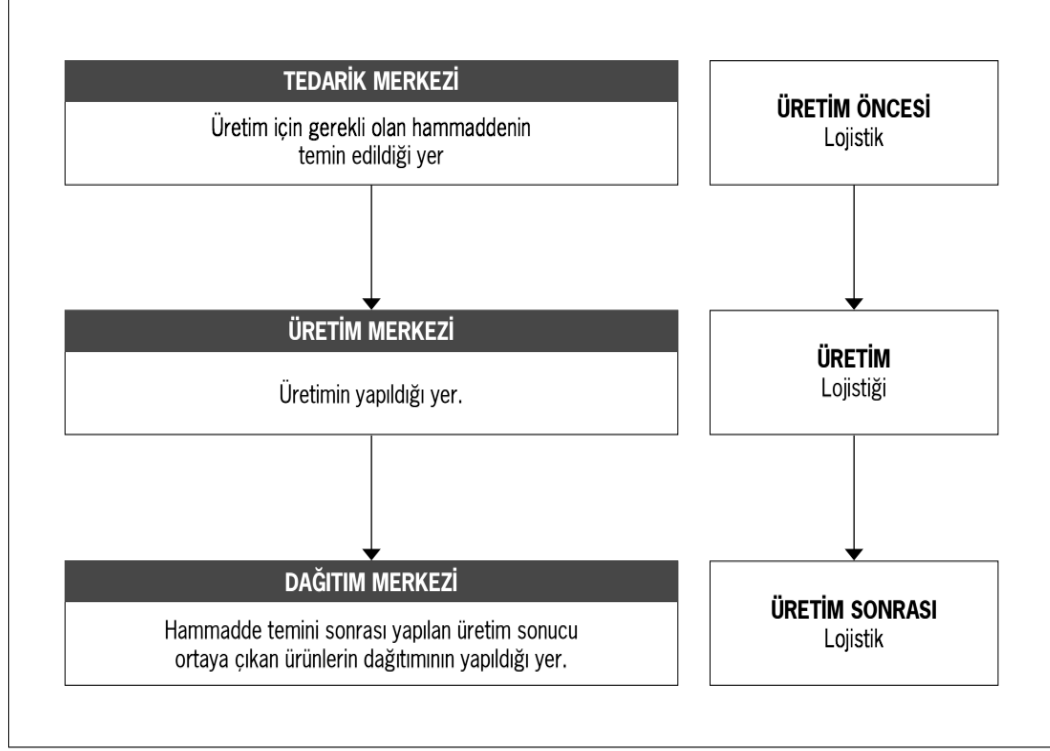 TEDARİK MERKEZİ
Üretim için gerekli olan hammaddenin
temin edildiği yer
ÜRETİM ÖNCESİ
Lojistik
ÜRETİM MERKEZİ
Üretimin yapıldığı yer.
ÜRETİM
Lojistiği
DAĞITIM MERKEZİ
Hammadde temini sonrası yapılan üretim sonucu
ortaya çıkan ürünlerin dağıtımının yapıldığı yer.
ÜRETİM SONRASI
Lojistik